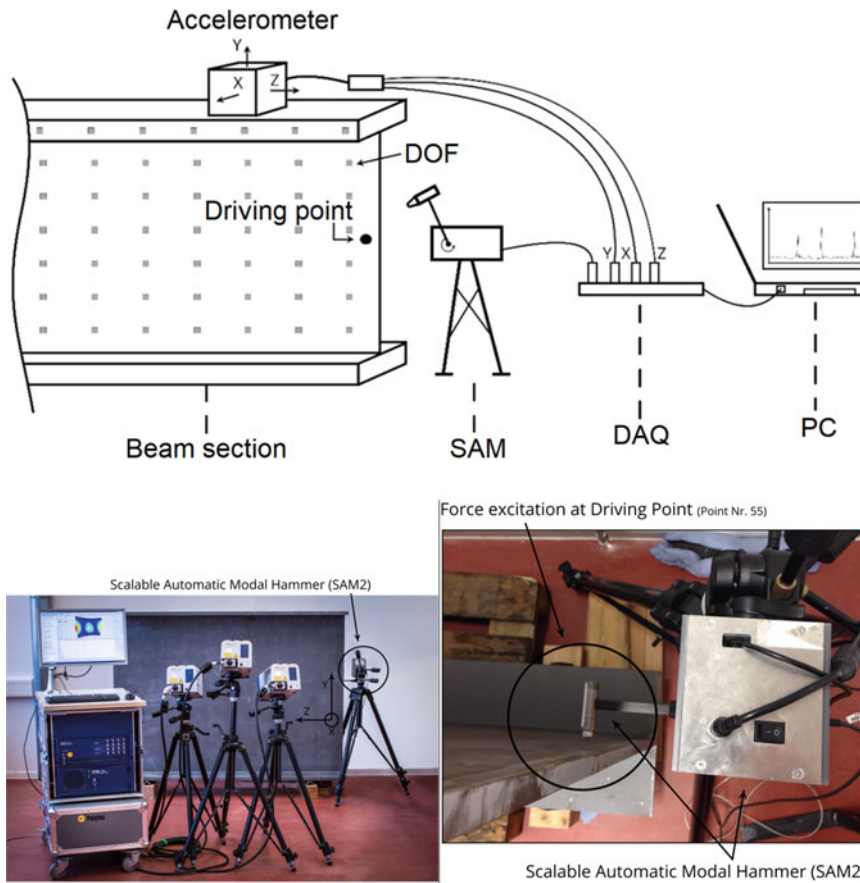 Accelerometer
Y
X
Z
DOF
Driving point
Y
X
Z
Beam section
SAM
DAQ
PC
Force excitation at Driving Point (Point Nr. 55)
Scalable Automatic Modal Hammer (SAM2)
Y
Z
X
Polytec
Scalable Automatic Modal Hammer (SAM2